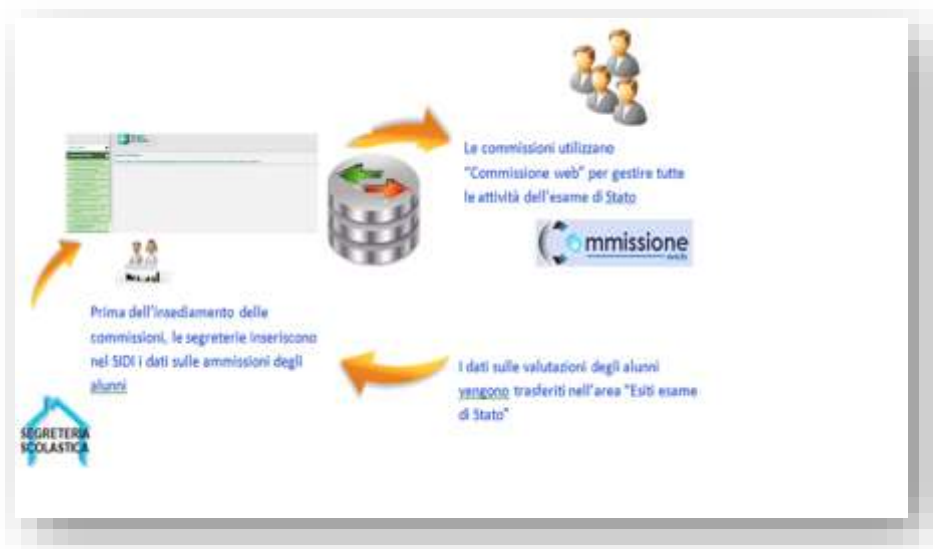 Le commissioni utilizzano
"Commissione web" per gestire tutte
le attività dell'esame di Stato
mmissione
web
Prima dell'insediamento delle
commissioni, le segreterie inseriscono
nel SIDI i dati sulle ammissioni degli
alunni
I dati sulle valutazioni degli alunni
vengono trasferiti nell'area "Esiti esame
di Stato"
SEGRETERIA
SCOLASTICA